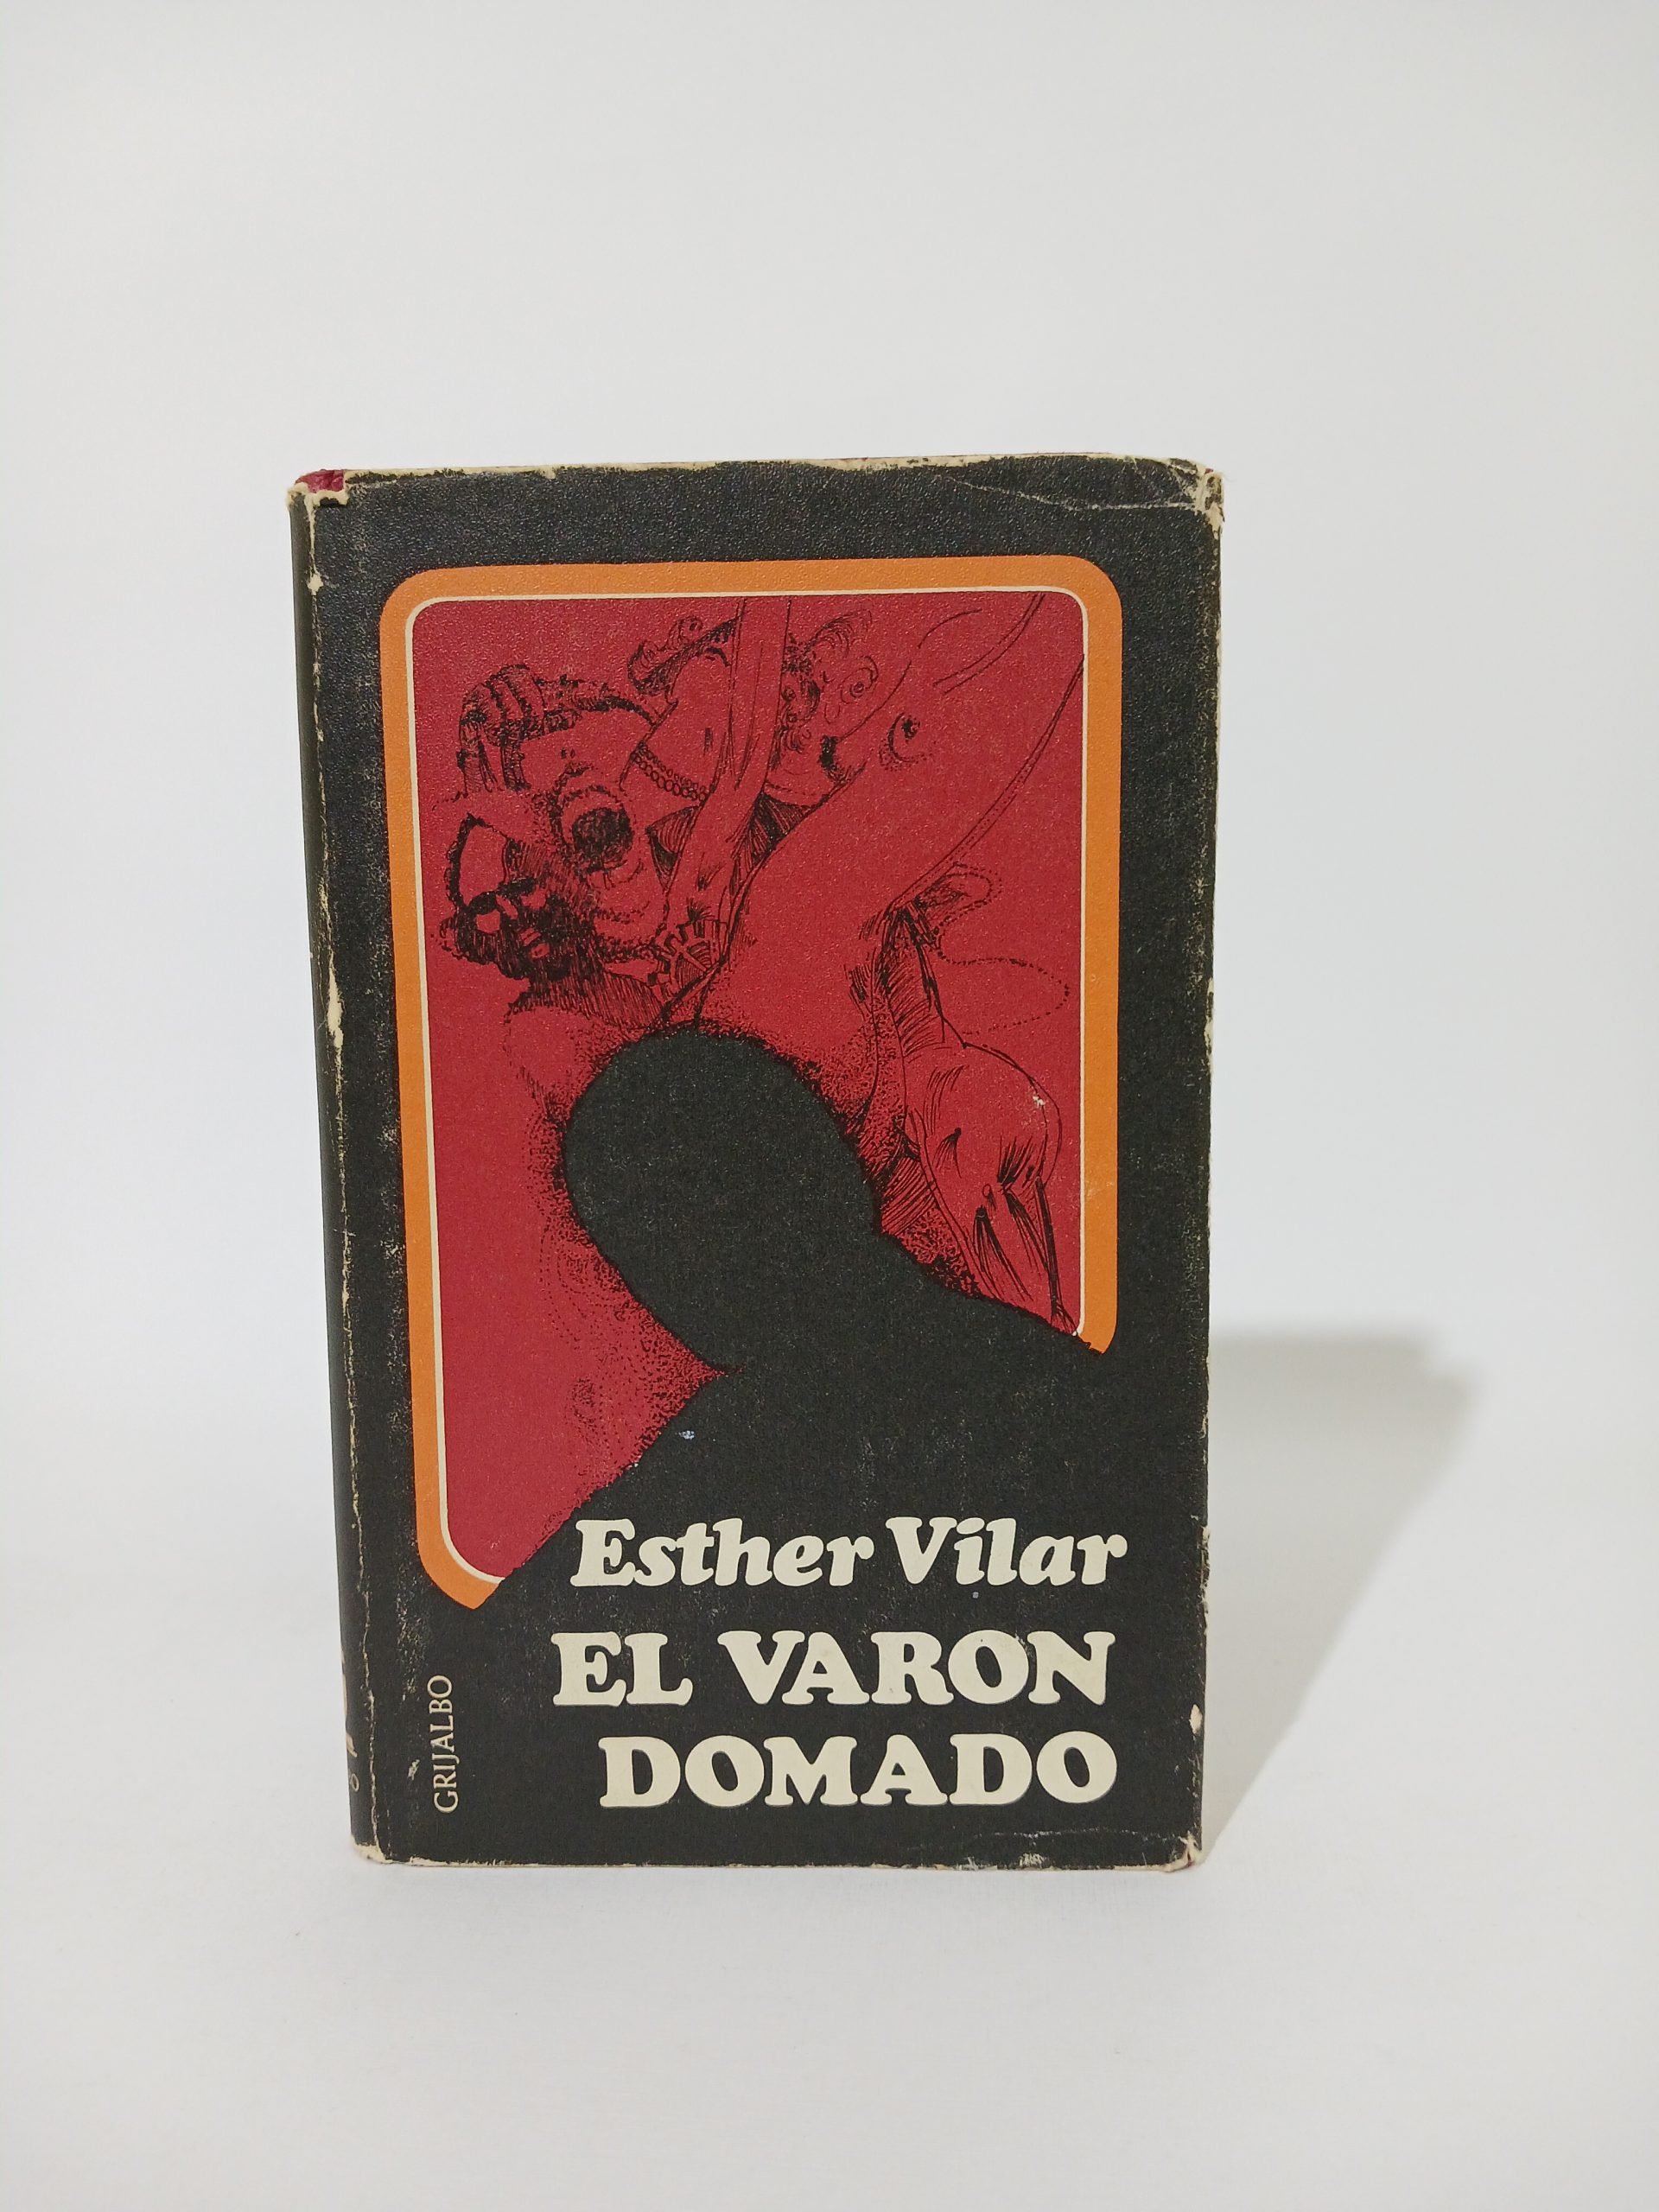 Esther Vilar
EL VARON
DOMADO
GRIJALBO